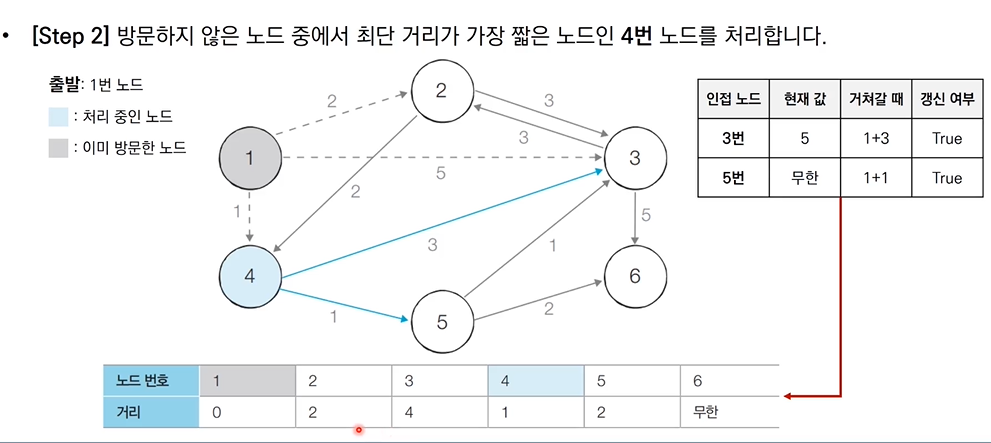 • [Step 2] 방문하지 않은 노드 중에서 최단 거리가 가장 짧은 노드인 4번 노드를 처리합니다.
출발: 1번 노드
: 처리 중인 노드
: 이미 방문한 노드
인접 노드 현재 값 거쳐갈 때 갱신 여부
3번 5 1+3 True
5번 무한 1+1 True
2
2 3
3
1 3
5
2
1 5
3 1
4 6
1 2
5
노드 번호 1 2 3 4 5 6
거리 0 2 4 1 2 무한